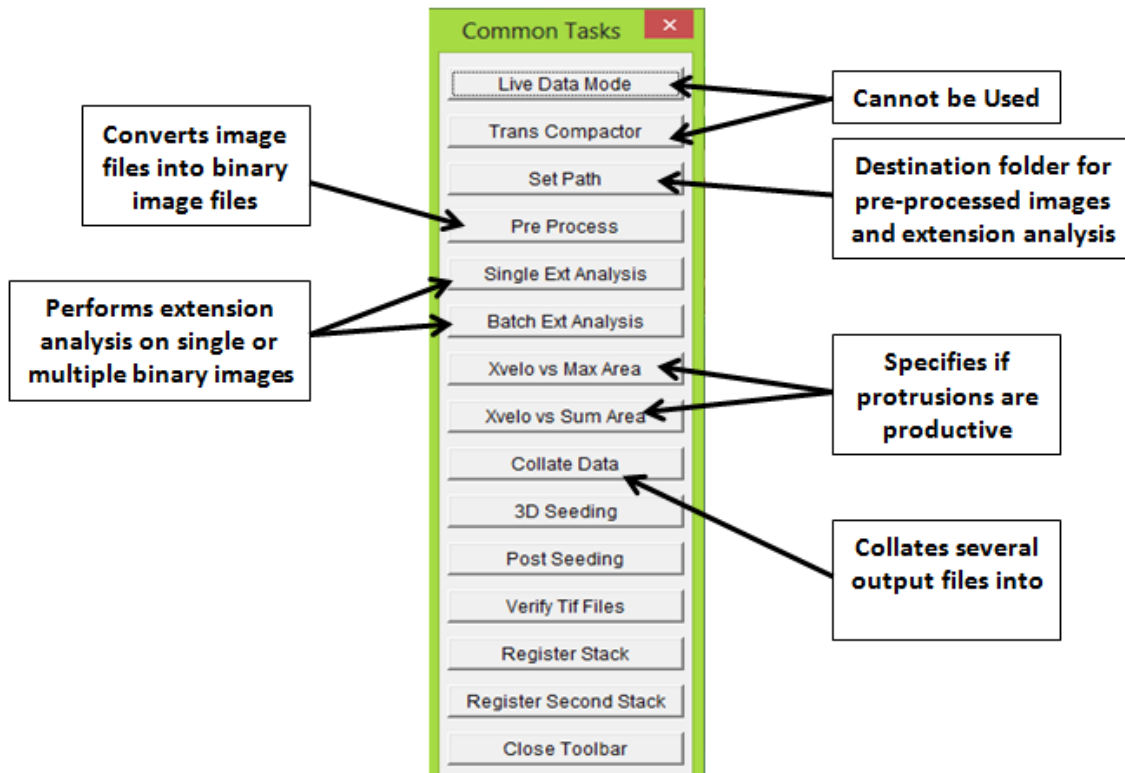 Common Tasks
Live Data Mode
Trans Compactor
Set Path
Pre Process
Single Ext Analysis
Batch Ext Analysis
Xvelo vs Max Area
Xvelo vs Sum Area
Collate Data
3D Seeding
Post Seeding
Verify Tif Files
Register Stack
Register Second Stack
Close Toolbar
Converts image
files into binary
image files
Performs extension
analysis on single or
multiple binary images
Cannot be Used
Destination folder for
pre-processed images
and extension analysis
Specifies if
protrusions are
productive
Collates several
output files into